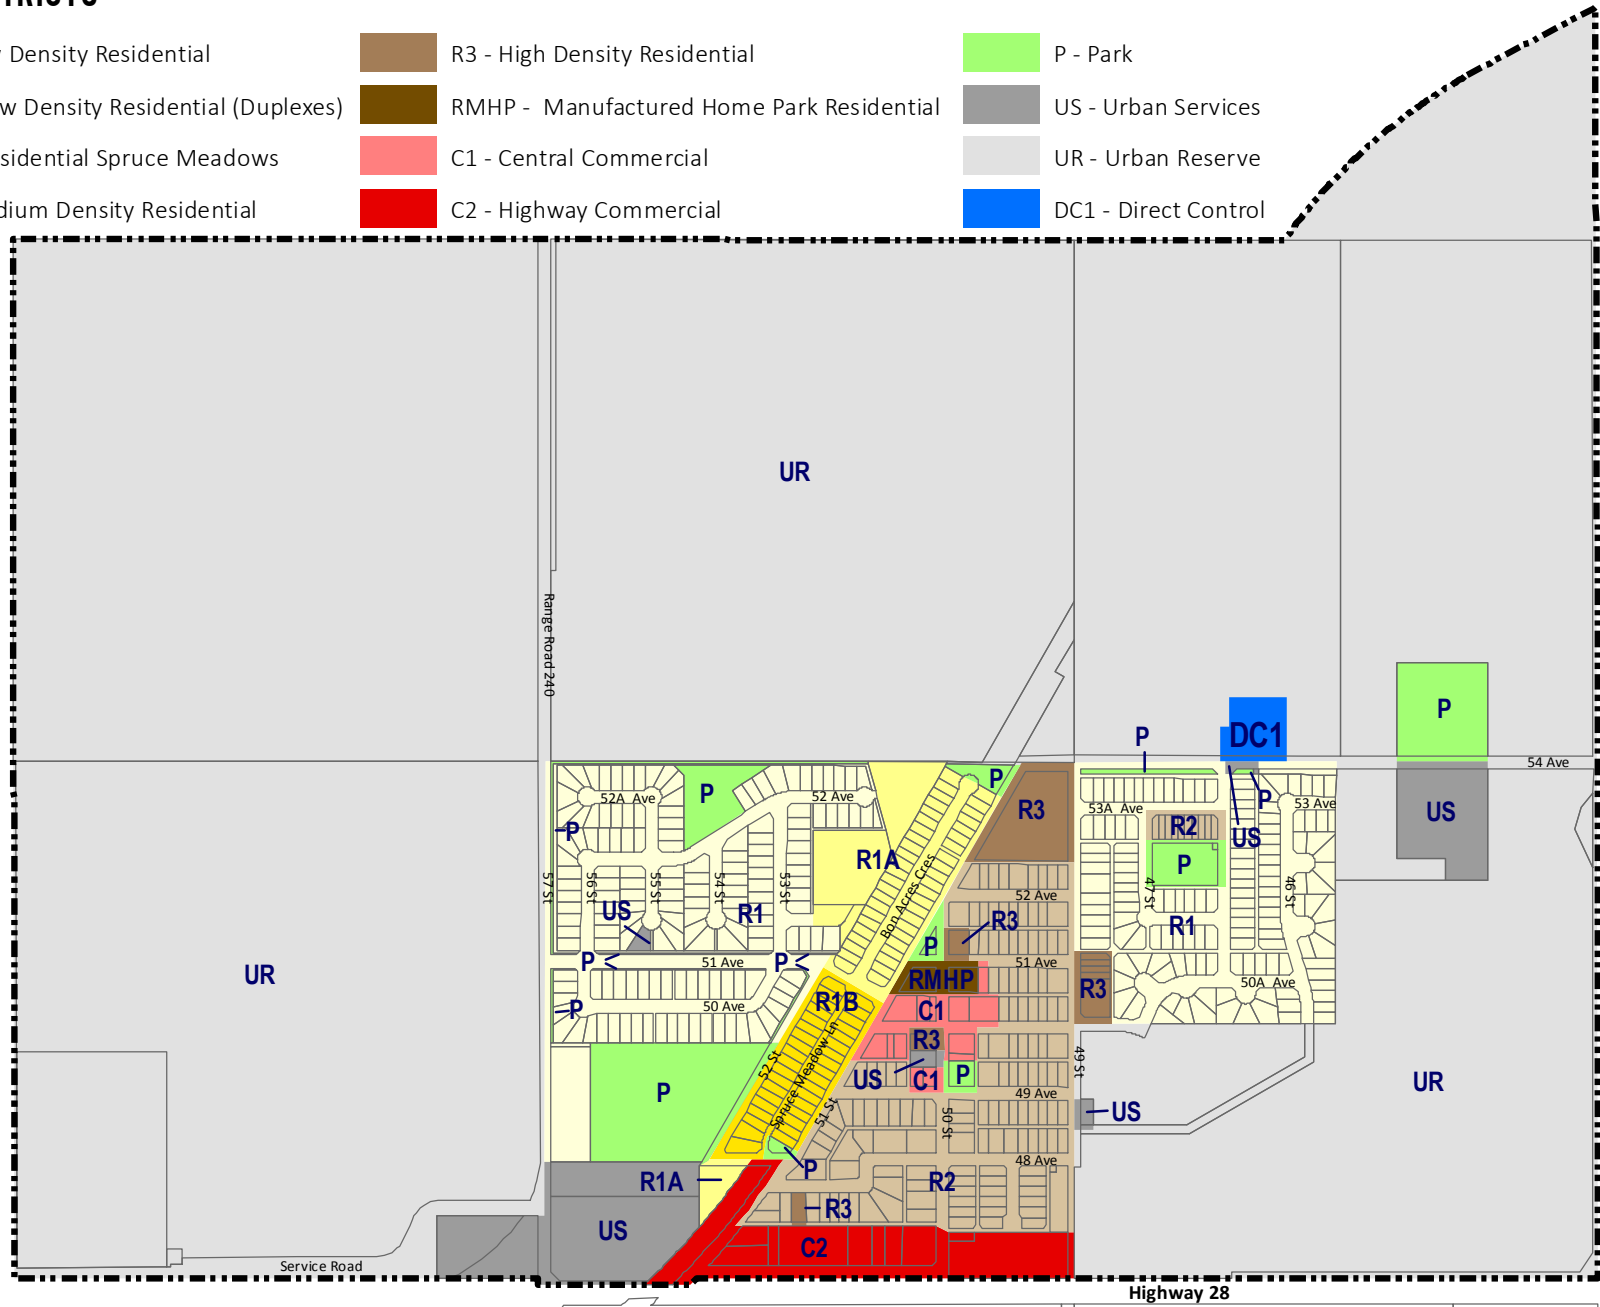 Density Residential
R3 - High Density Residential
P - Park
w Density Residential (Duplexes)
RMHP - Manufactured Home Park Residential
US - Urban Services
sidential Spruce Meadows
C1 - Central Commercial
UR - Urban Reserve
dium Density Residential
C2 - Highway Commercial
DC1 - Direct Control
UR
Range Road 240
P
P
DC1
54 Ave
P
P
R3
52A Ave
52 Ave
53A Ave
P
53 Ave
US
P
R2
US
R1A
P
57 St
56 St
55 St
54 St
53 St
Bon Acres Cres
52 Ave
47 St
46 St
US
R1
R3
R1
P
P
P
51 Ave
51 Ave
UR
RMHP
R3
50A Ave
P
50 Ave
R1B
C1
R3
52 St
Spruce Meadow Ln
49 St
US
C1
P
UR
P
49 Ave
51 St
50 St
US
48 Ave
P
R1A
R2
R3
US
C2
Service Road
Highway 28